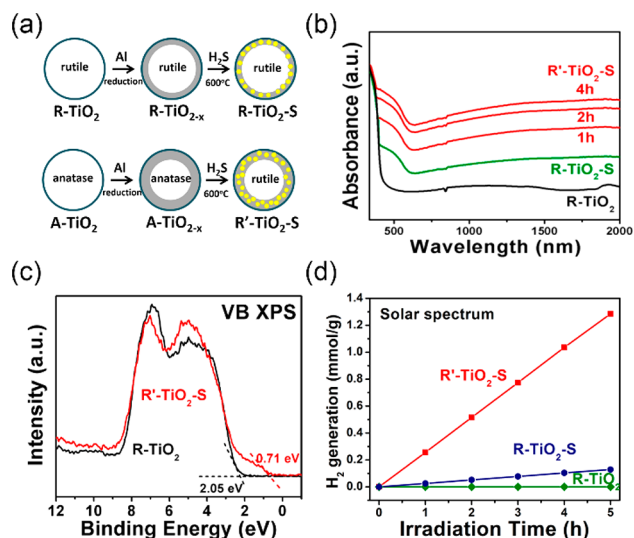 (a)
rutile
Al
reduction
rutile
H₂S
600°C
rutile
R-TiO₂
R-TiO₂₋ₓ
R-TiO₂-S
anatase
Al
reduction
anatase
H₂S
600°C
rutile
A-TiO₂
A-TiO₂₋ₓ
R'-TiO₂-S
(b)
Absorbance (a.u.)
R'-TiO₂-S
4h
2h
1h
R-TiO₂-S
R-TiO₂
500 1000 1500 2000
Wavelength (nm)
(c)
VB XPS
Intensity (a.u.)
R'-TiO₂-S
R-TiO₂
0.71 eV
2.05 eV
12 10 8 6 4 2 0
Binding Energy (eV)
(d)
Solar spectrum
H₂ generation (mmol/g)
1.4
1.2
1.0
0.8
0.6
0.4
0.2
0.0
R'-TiO₂-S
R-TiO₂-S
R-TiO₂
0 1 2 3 4 5
Irradiation Time (h)